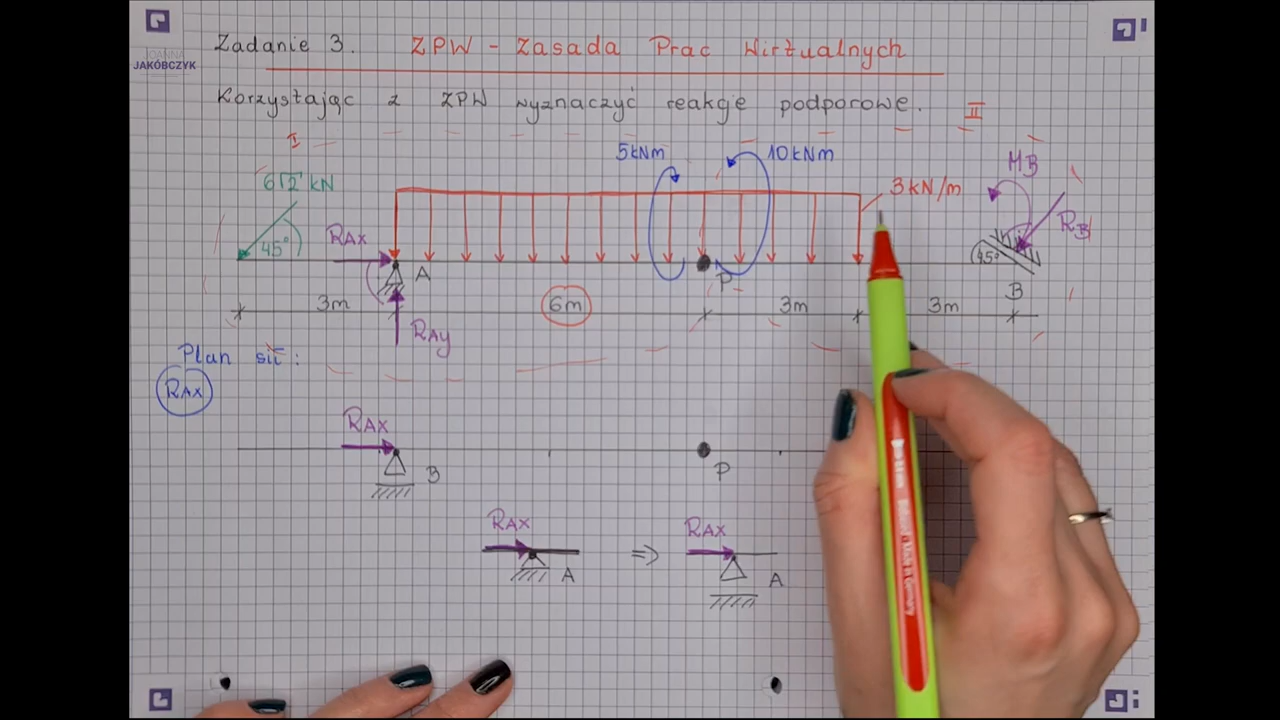 Zadanie 3. ZPW - Zasada Prac Wirtualnych
JOANNA
JAKÓBCZYK
Korzystając z ZPW wyznaczyć reakcje podporowe.
I
II
5kNm
10kNm
MB
6√2 kN
3kN/m
RAX
RB
45°
A
P
45°
B
3m
6m
3m
3m
RAy
Plan sił:
RAX
RAX
B
P
RAX
A
=>
RAX
A